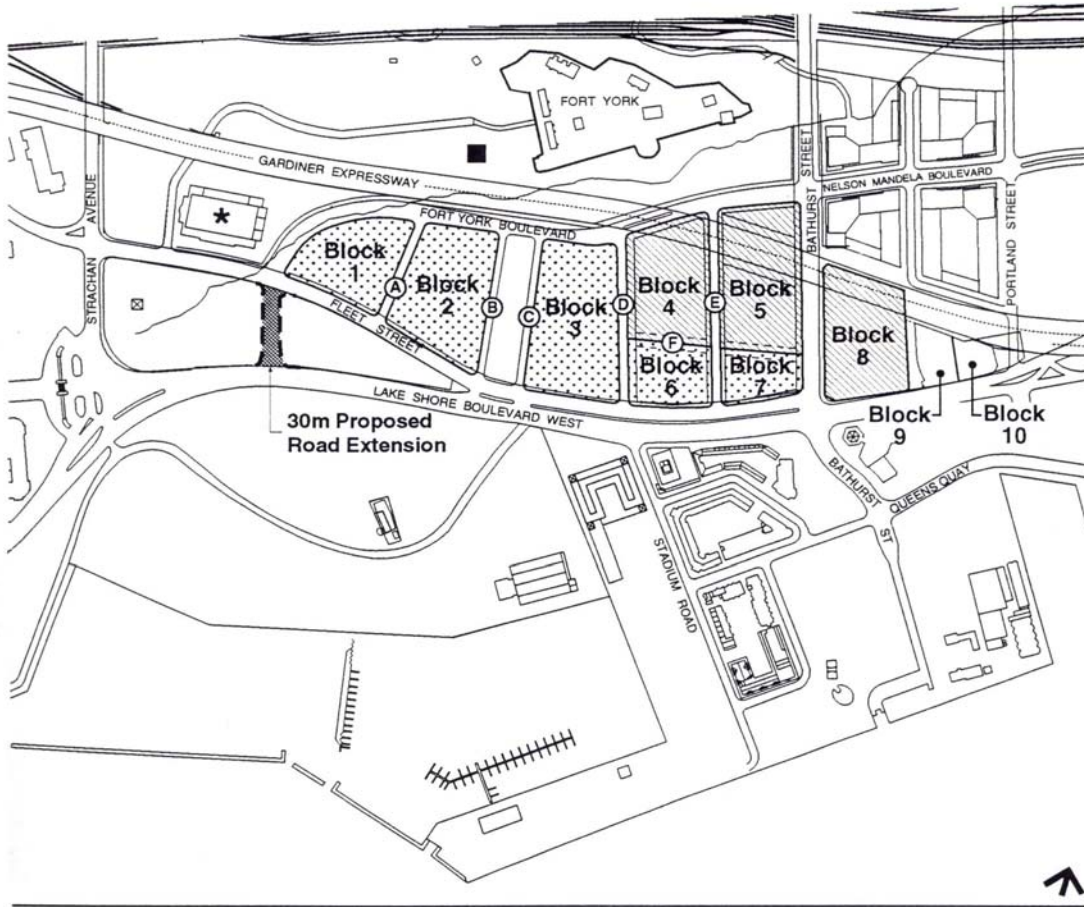 FORT YORK
GARDINER EXPRESSWAY
BATHURST STREET
NELSON MANDELA BOULEVARD
PORTLAND STREET
STRACHAN AVENUE
*
FORT YORK BOULEVARD
Block
1
A
Block
2
B
C
Block
3
D
Block
4
E
Block
5
F
Block
6
Block
7
Block
8
Block
9
Block
10
FLEET STREET
LAKE SHORE BOULEVARD WEST
30m Proposed
Road Extension
BATHURST ST
QUEENS QUAY
STADIUM ROAD